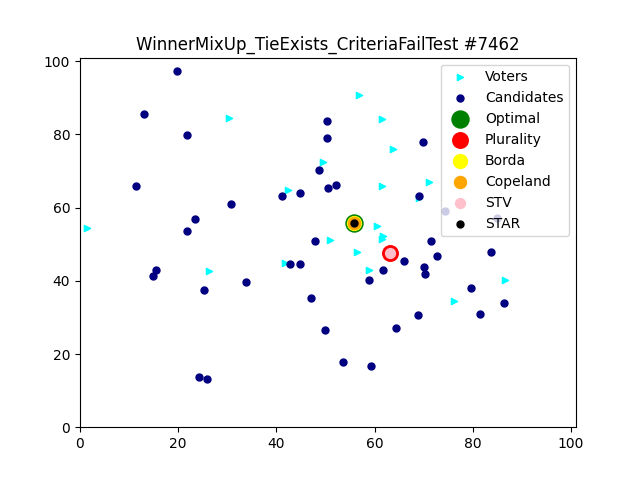 WinnerMixUp_TieExists_CriteriaFailTest #7462
100
80
60
40
20
0
0 20 40 60 80 100
Voters
Candidates
Optimal
Plurality
Borda
Copeland
STV
STAR